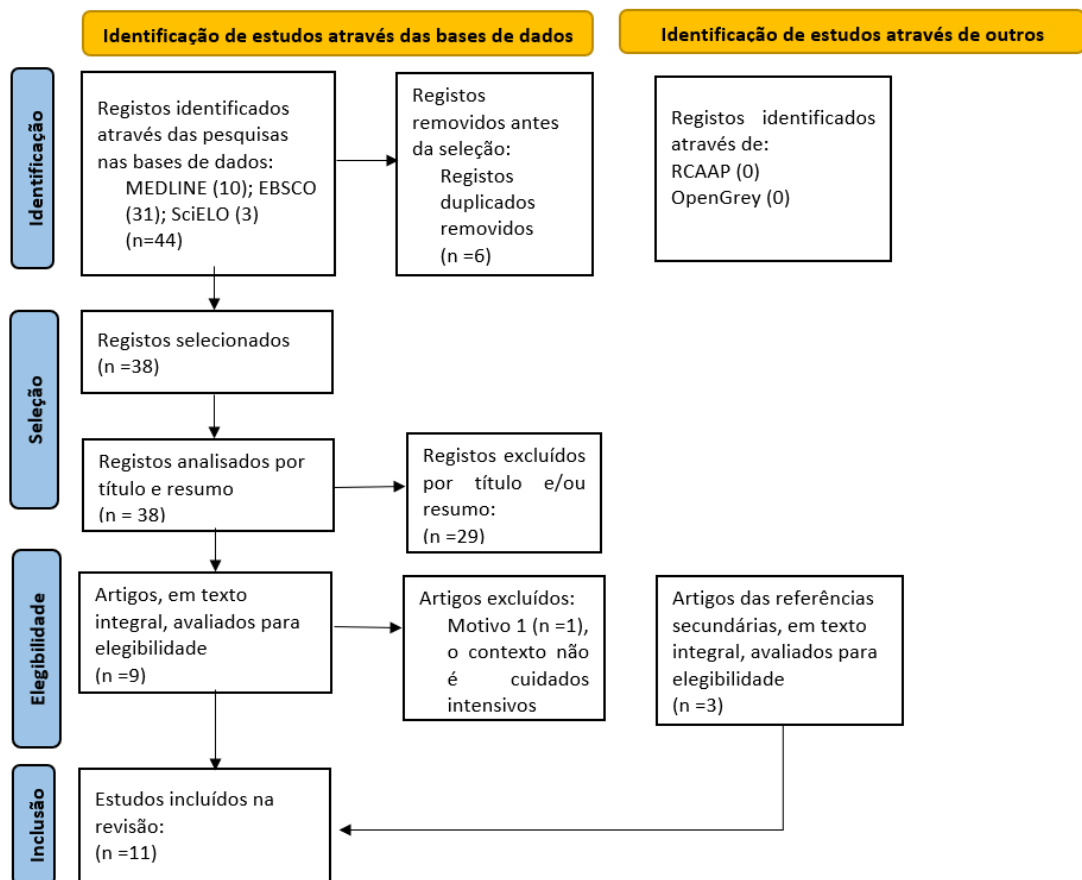 Identificação de estudos através das bases de dados
Identificação de estudos através de outros
Identificação
Registos identificados
através das pesquisas
nas bases de dados:
MEDLINE (10); EBSCO
(31); SciELO (3)
(n=44)
Registos
removidos antes
da seleção:
Registos
duplicados
removidos
(n =6)
Registos identificados
através de:
RCAAP (0)
OpenGrey (0)
Seleção
Registos selecionados
(n =38)
Registos analisados por
título e resumo
(n = 38)
Registos excluídos
por título e/ou
resumo:
(n =29)
Elegibilidade
Artigos, em texto
integral, avaliados para
elegibilidade
(n =9)
Artigos excluídos:
Motivo 1 (n =1),
o contexto não
é cuidados
intensivos
Artigos das referências
secundárias, em texto
integral, avaliados para
elegibilidade
(n =3)
Inclusão
Estudos incluídos na
revisão:
(n =11)